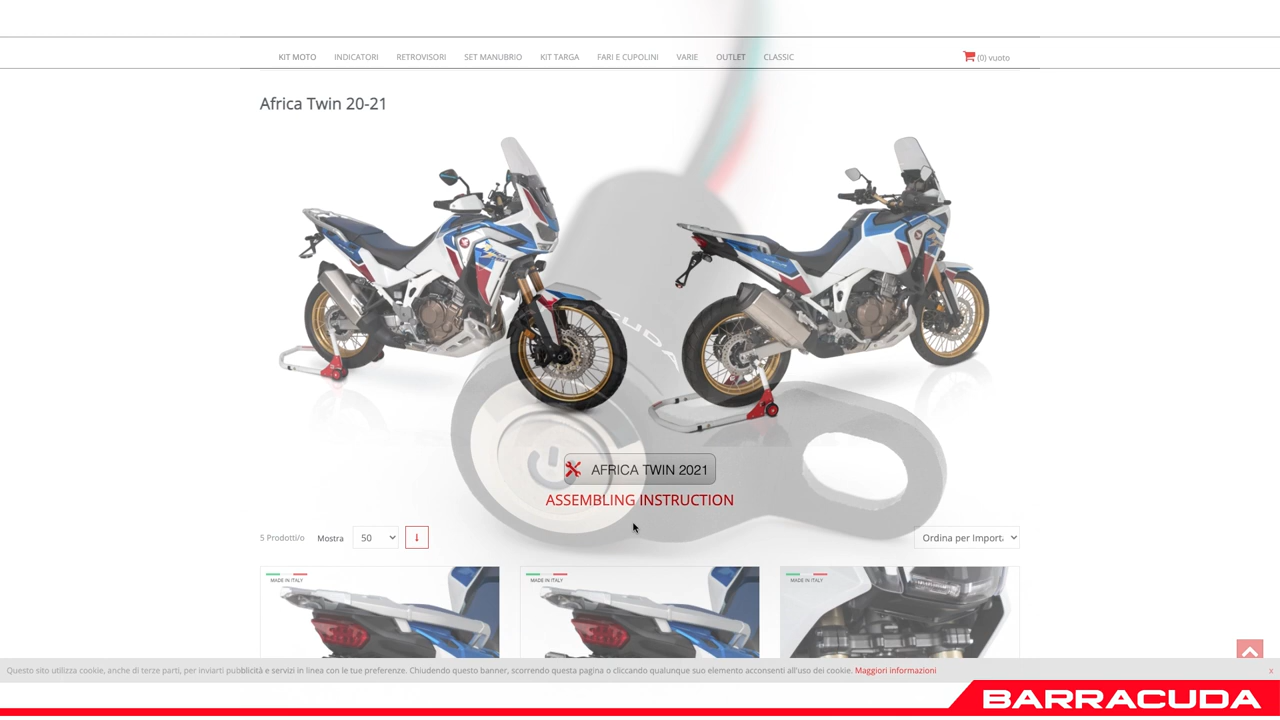 KIT MOTO INDICATORI RETROVISORI SET MANUBRIO KIT TARGA FARI E CUPOLINI VARIE OUTLET CLASSIC (0) vuoto
Africa Twin 20-21
CUDA
AFRICA TWIN 2021
ASSEMBLING INSTRUCTION
5 Prodotti/o Mostra 50 Ordina per Import
MADE IN ITALY MADE IN ITALY MADE IN ITALY
Questo sito utilizza cookie, anche di terze parti, per inviarti pubblicità e servizi in linea con le tue preferenze. Chiudendo questo banner, scorrendo questa pagina o cliccando qualunque suo elemento acconsenti all'uso dei cookie. Maggiori informazioni x
BARRACUDA